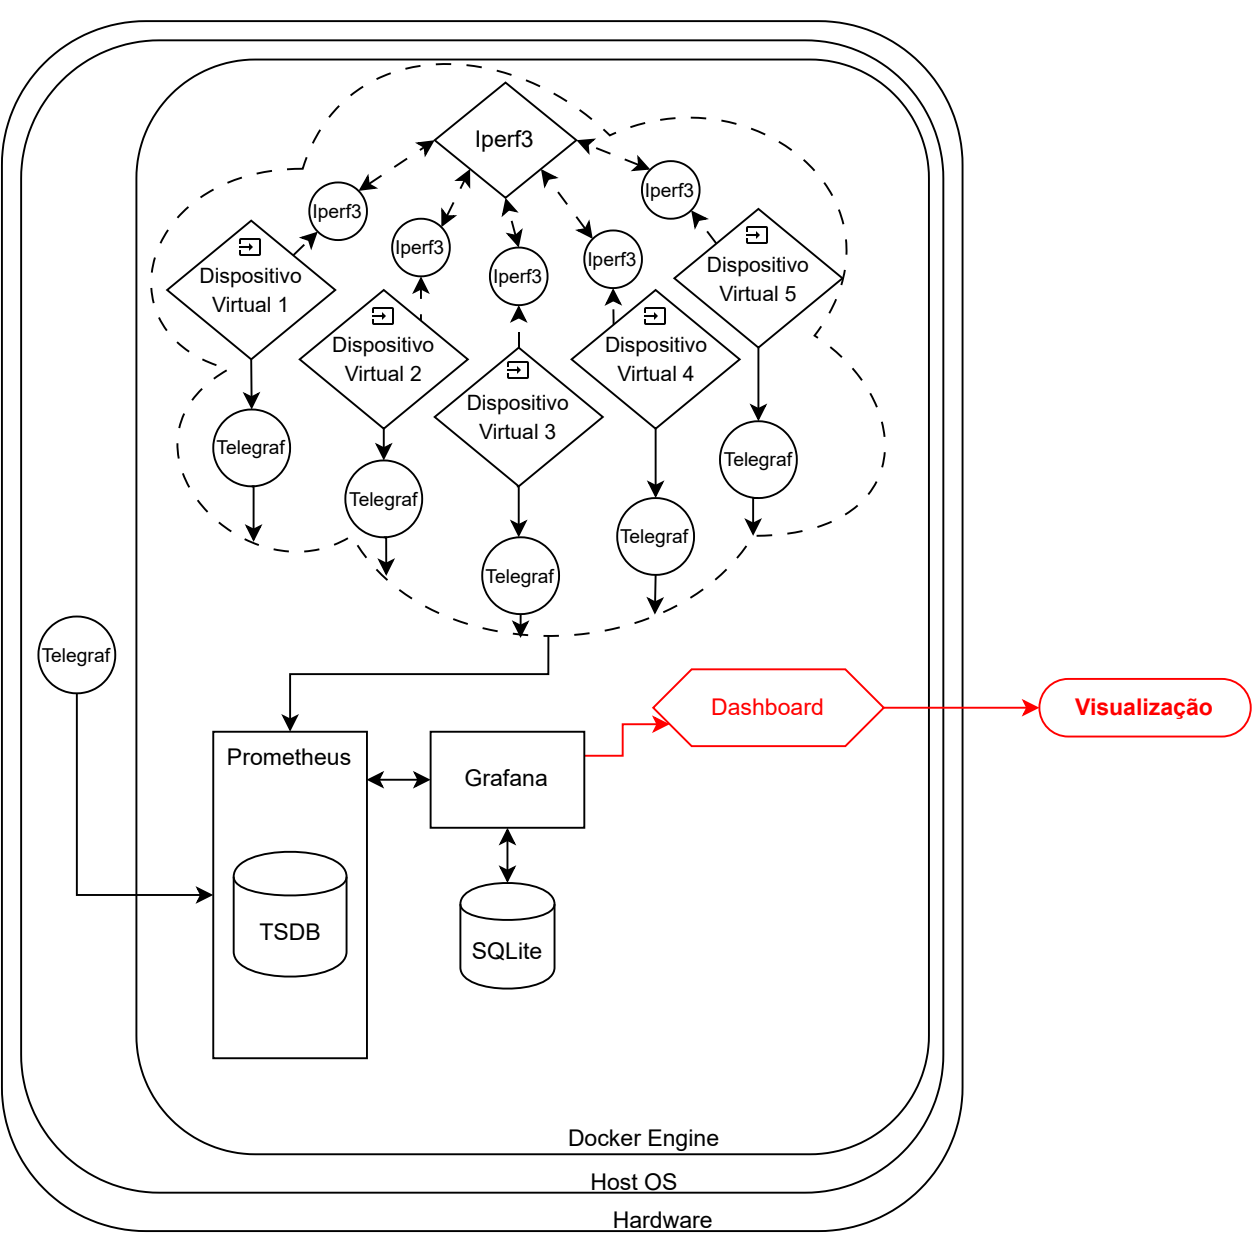 Iperf3
Iperf3
Iperf3
Iperf3
Iperf3
Iperf3
Dispositivo
Virtual 1
Dispositivo
Virtual 2
Dispositivo
Virtual 3
Dispositivo
Virtual 4
Dispositivo
Virtual 5
Telegraf
Telegraf
Telegraf
Telegraf
Telegraf
Telegraf
Dashboard
Visualização
Prometheus
Grafana
TSDB
SQLite
Docker Engine
Host OS
Hardware